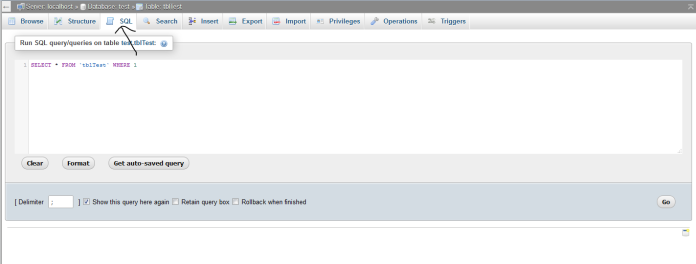 Server: localhost » Database: test » Table: tblTest
Browse Structure SQL Search Insert Export Import Privileges Operations Triggers
Run SQL query/queries on table test.tblTest:
1 SELECT * FROM `tblTest` WHERE 1
Clear Format Get auto-saved query
[ Delimiter ; ] Show this query here again Retain query box Rollback when finished Go